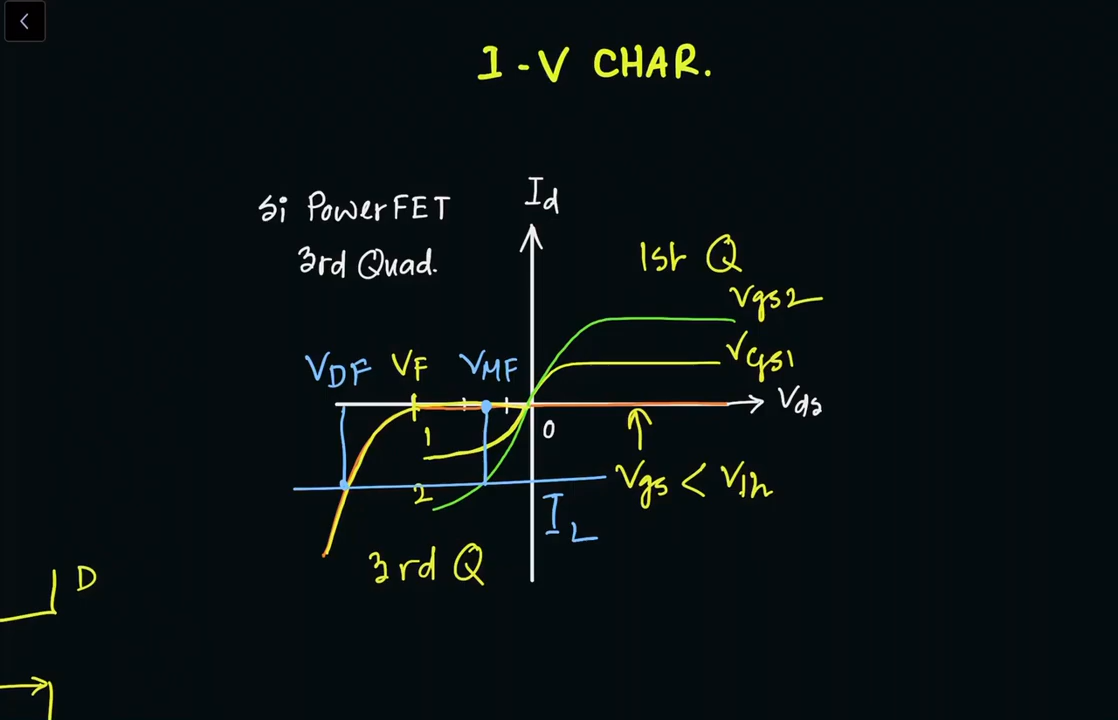 I-V CHAR.
Si PowerFET
3rd Quad.
Id
1st Q
Vgs2
Vgs1
VDF
VF
VMF
Vds
0
1
2
Vgs < Vth
IL
3rd Q
D